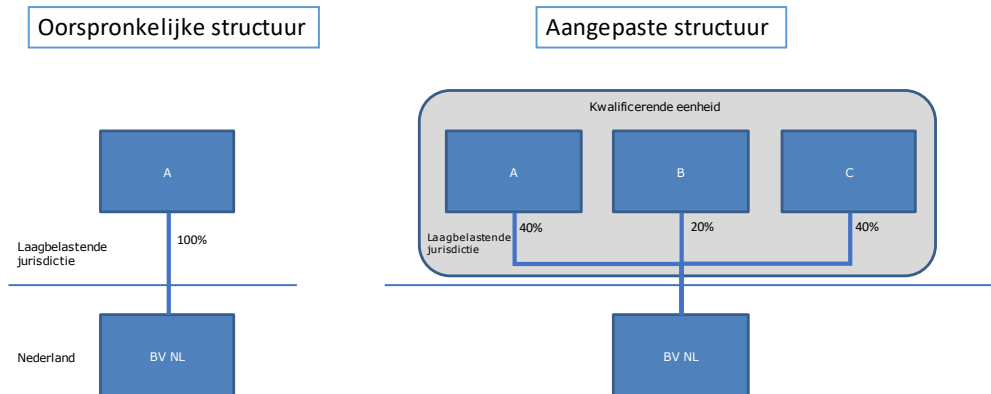 Oorspronkelijke structuur
Aangepaste structuur
A
100%
Laagbelastende
jurisdictie
Nederland
BV NL
Kwalificerende eenheid
A
B
C
40%
20%
40%
Laagbelastende
jurisdictie
BV NL